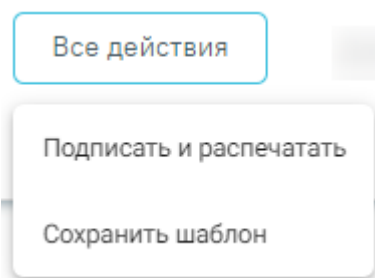 Все действия
Подписать и распечатать
Сохранить шаблон